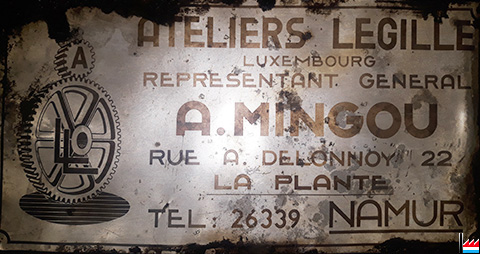 ATELIERS LEGILLE
LUXEMBOURG
REPRESENTANT GENERAL
A. MINGOU
RUE A. DELONNOY 22
LA PLANTE
TEL: 26339 NAMUR
A
L